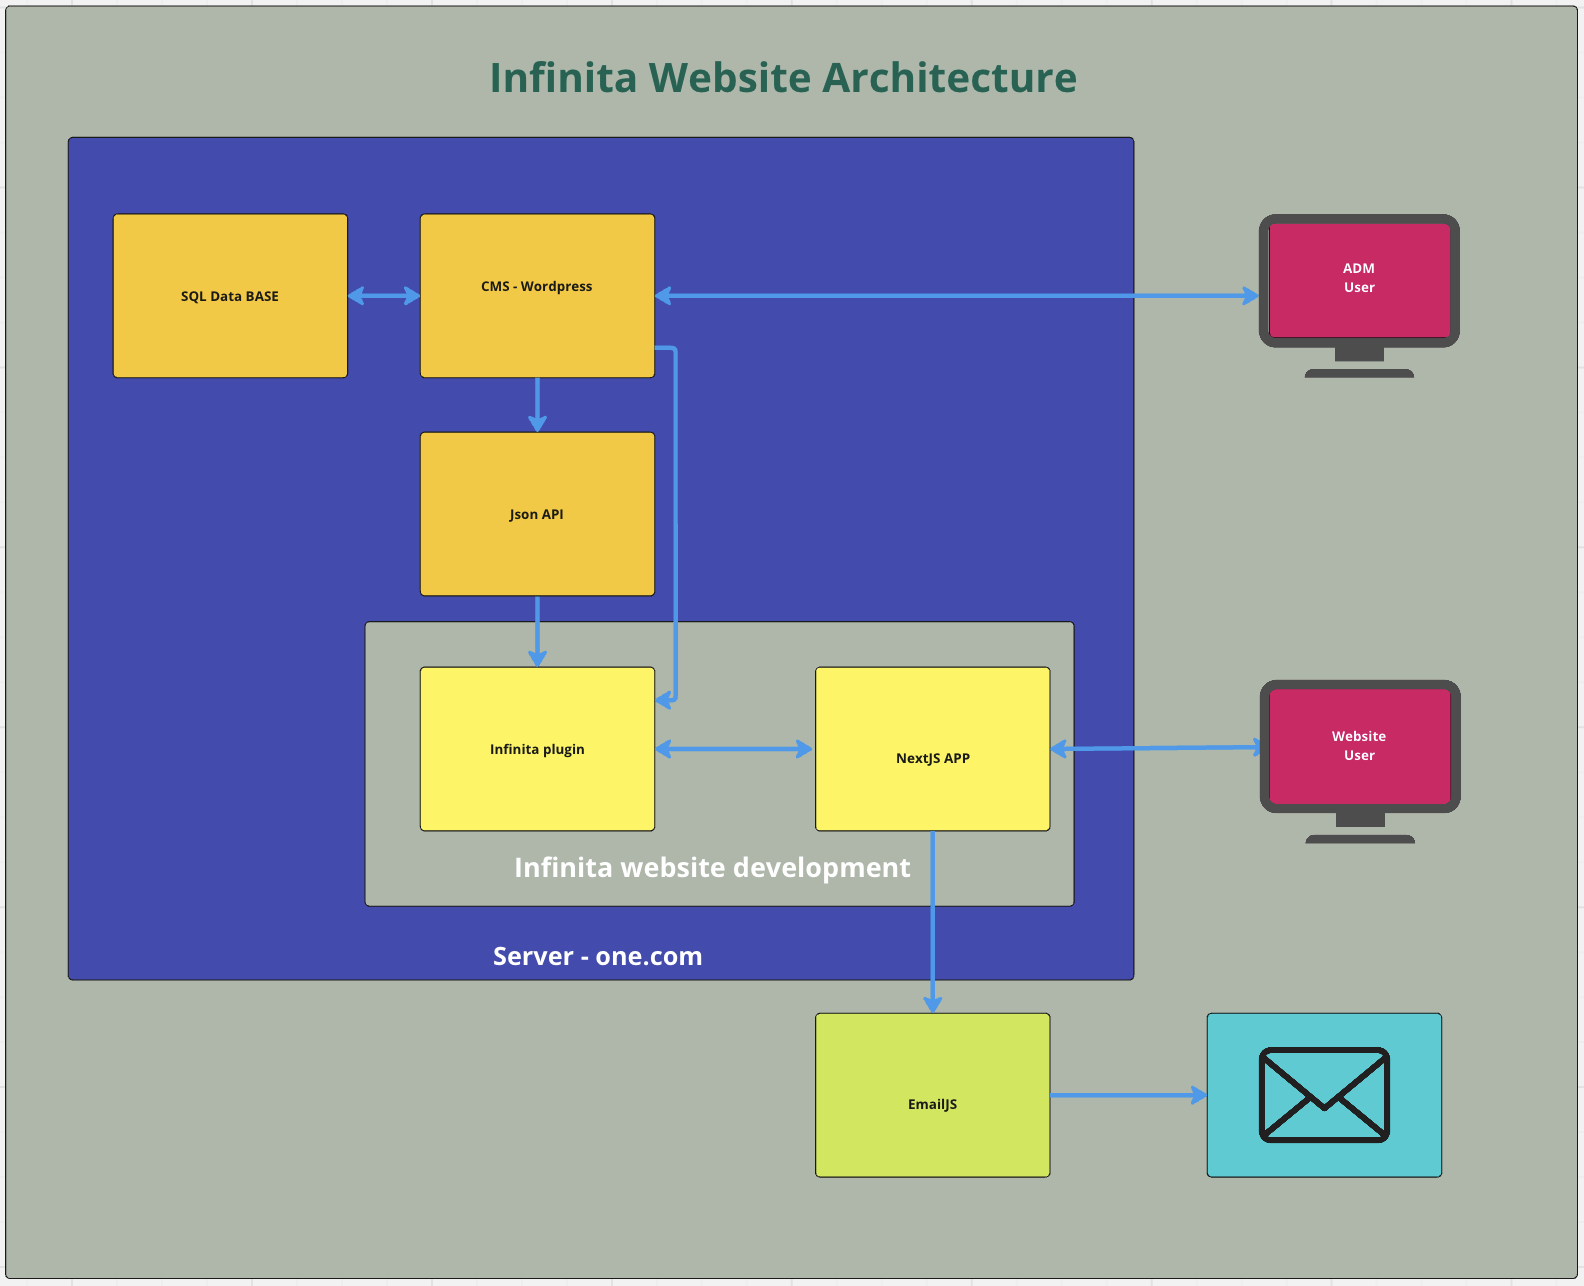 Infinita Website Architecture
SQL Data BASE
CMS - Wordpress
ADM
User
Json API
Infinita plugin
NextJS APP
Website
User
Infinita website development
Server - one.com
EmailJS